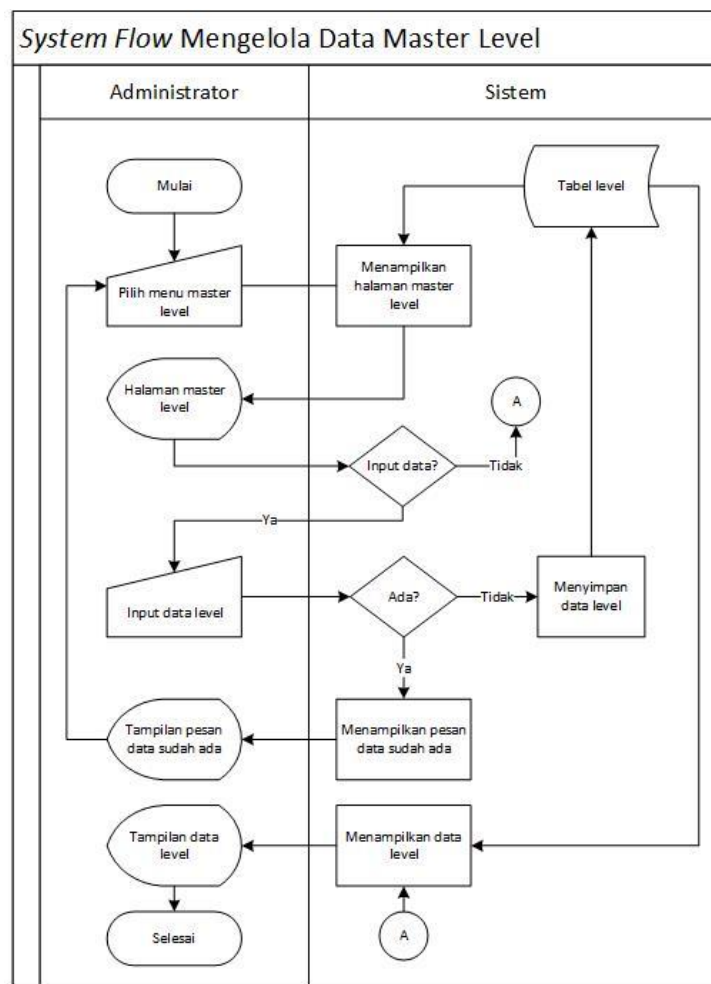 System Flow Mengelola Data Master Level
Administrator
Sistem
Mulai
Tabel level
Pilih menu master
level
Menampilkan
halaman master
level
Halaman master
level
A
Input data?
Tidak
Ya
Input data level
Ada?
Tidak
Menyimpan
data level
Ya
Tampilan pesan
data sudah ada
Menampilkan pesan
data sudah ada
Tampilan data
level
Menampilkan data
level
Selesai
A